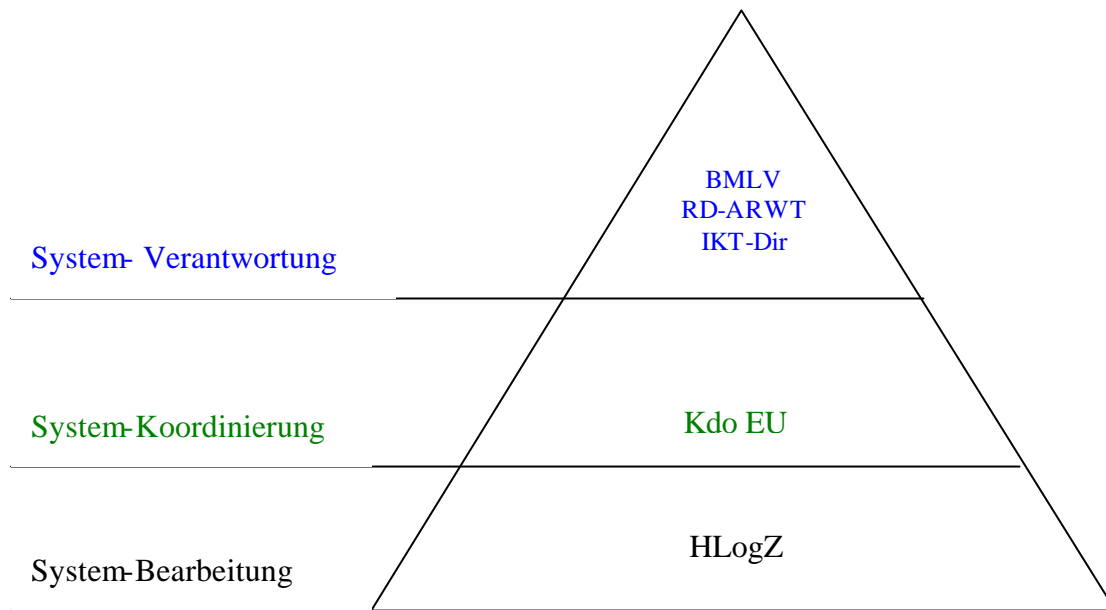 BMLV
RD-ARWT
IKT-Dir
System- Verantwortung
System-Koordinierung
Kdo EU
System-Bearbeitung
HLogZ